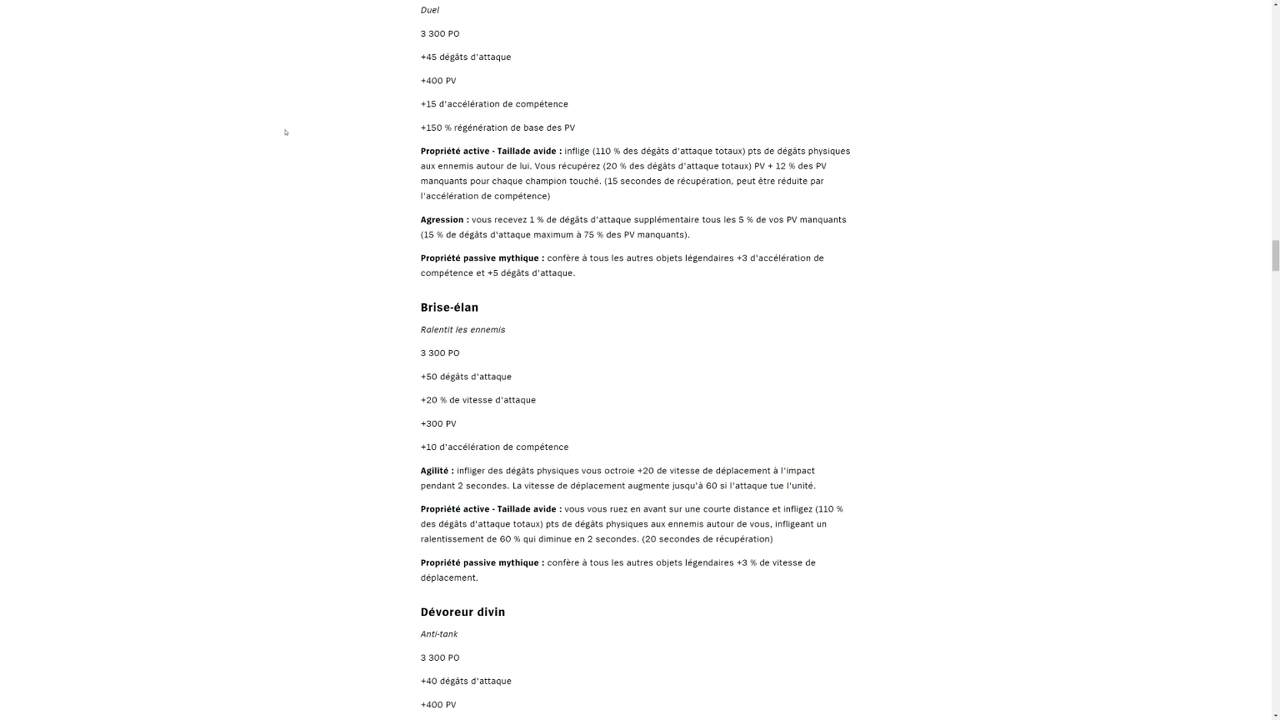 Duel
3 300 PO
+45 dégâts d'attaque
+400 PV
+15 d'accélération de compétence
+150 % régénération de base des PV
Propriété active - Taillade avide : inflige (110 % des dégâts d'attaque totaux) pts de dégâts physiques
aux ennemis autour de lui. Vous récupérez (20 % des dégâts d'attaque totaux) PV + 12 % des PV
manquants pour chaque champion touché. (15 secondes de récupération, peut être réduite par
l'accélération de compétence)
Agression : vous recevez 1 % de dégâts d'attaque supplémentaire tous les 5 % de vos PV manquants
(15 % de dégâts d'attaque maximum à 75 % des PV manquants).
Propriété passive mythique : confère à tous les autres objets légendaires +3 d'accélération de
compétence et +5 dégâts d'attaque.
Brise-élan
Ralentit les ennemis
3 300 PO
+50 dégâts d'attaque
+20 % de vitesse d'attaque
+300 PV
+10 d'accélération de compétence
Agilité : infliger des dégâts physiques vous octroie +20 de vitesse de déplacement à l'impact
pendant 2 secondes. La vitesse de déplacement augmente jusqu'à 60 si l'attaque tue l'unité.
Propriété active - Taillade avide : vous vous ruez en avant sur une courte distance et infligez (110 %
des dégâts d'attaque totaux) pts de dégâts physiques aux ennemis autour de vous, infligeant un
ralentissement de 60 % qui diminue en 2 secondes. (20 secondes de récupération)
Propriété passive mythique : confère à tous les autres objets légendaires +3 % de vitesse de
déplacement.
Dévoreur divin
Anti-tank
3 300 PO
+40 dégâts d'attaque
+400 PV